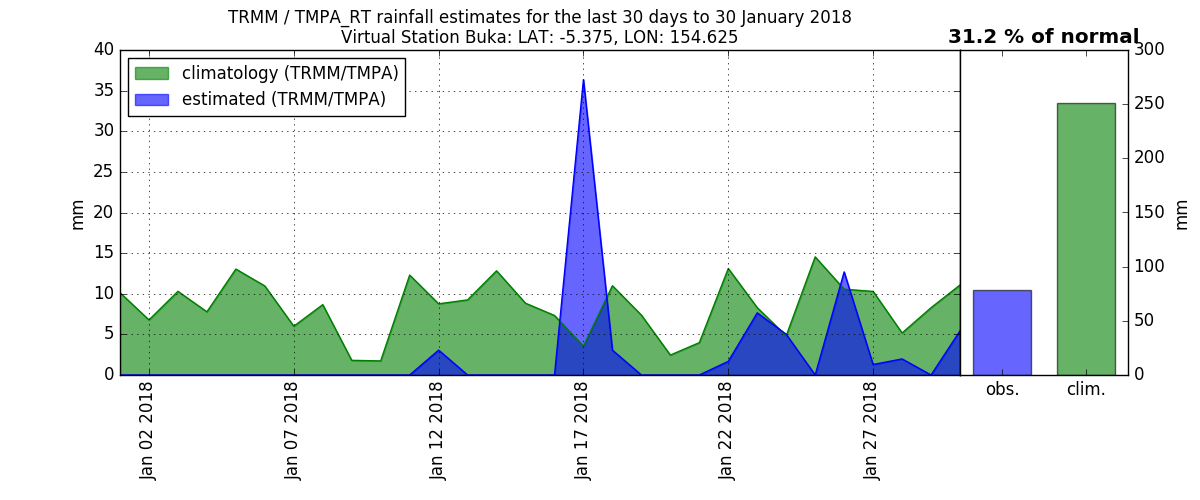 TRMM / TMPA_RT rainfall estimates for the last 30 days to 30 January 2018
Virtual Station Buka: LAT: -5.375, LON: 154.625
31.2 % of normal
climatology (TRMM/TMPA)
estimated (TRMM/TMPA)
40
35
30
25
20
15
10
5
0
mm
Jan 02 2018
Jan 07 2018
Jan 12 2018
Jan 17 2018
Jan 22 2018
Jan 27 2018
300
250
200
150
100
50
0
mm
obs.
clim.